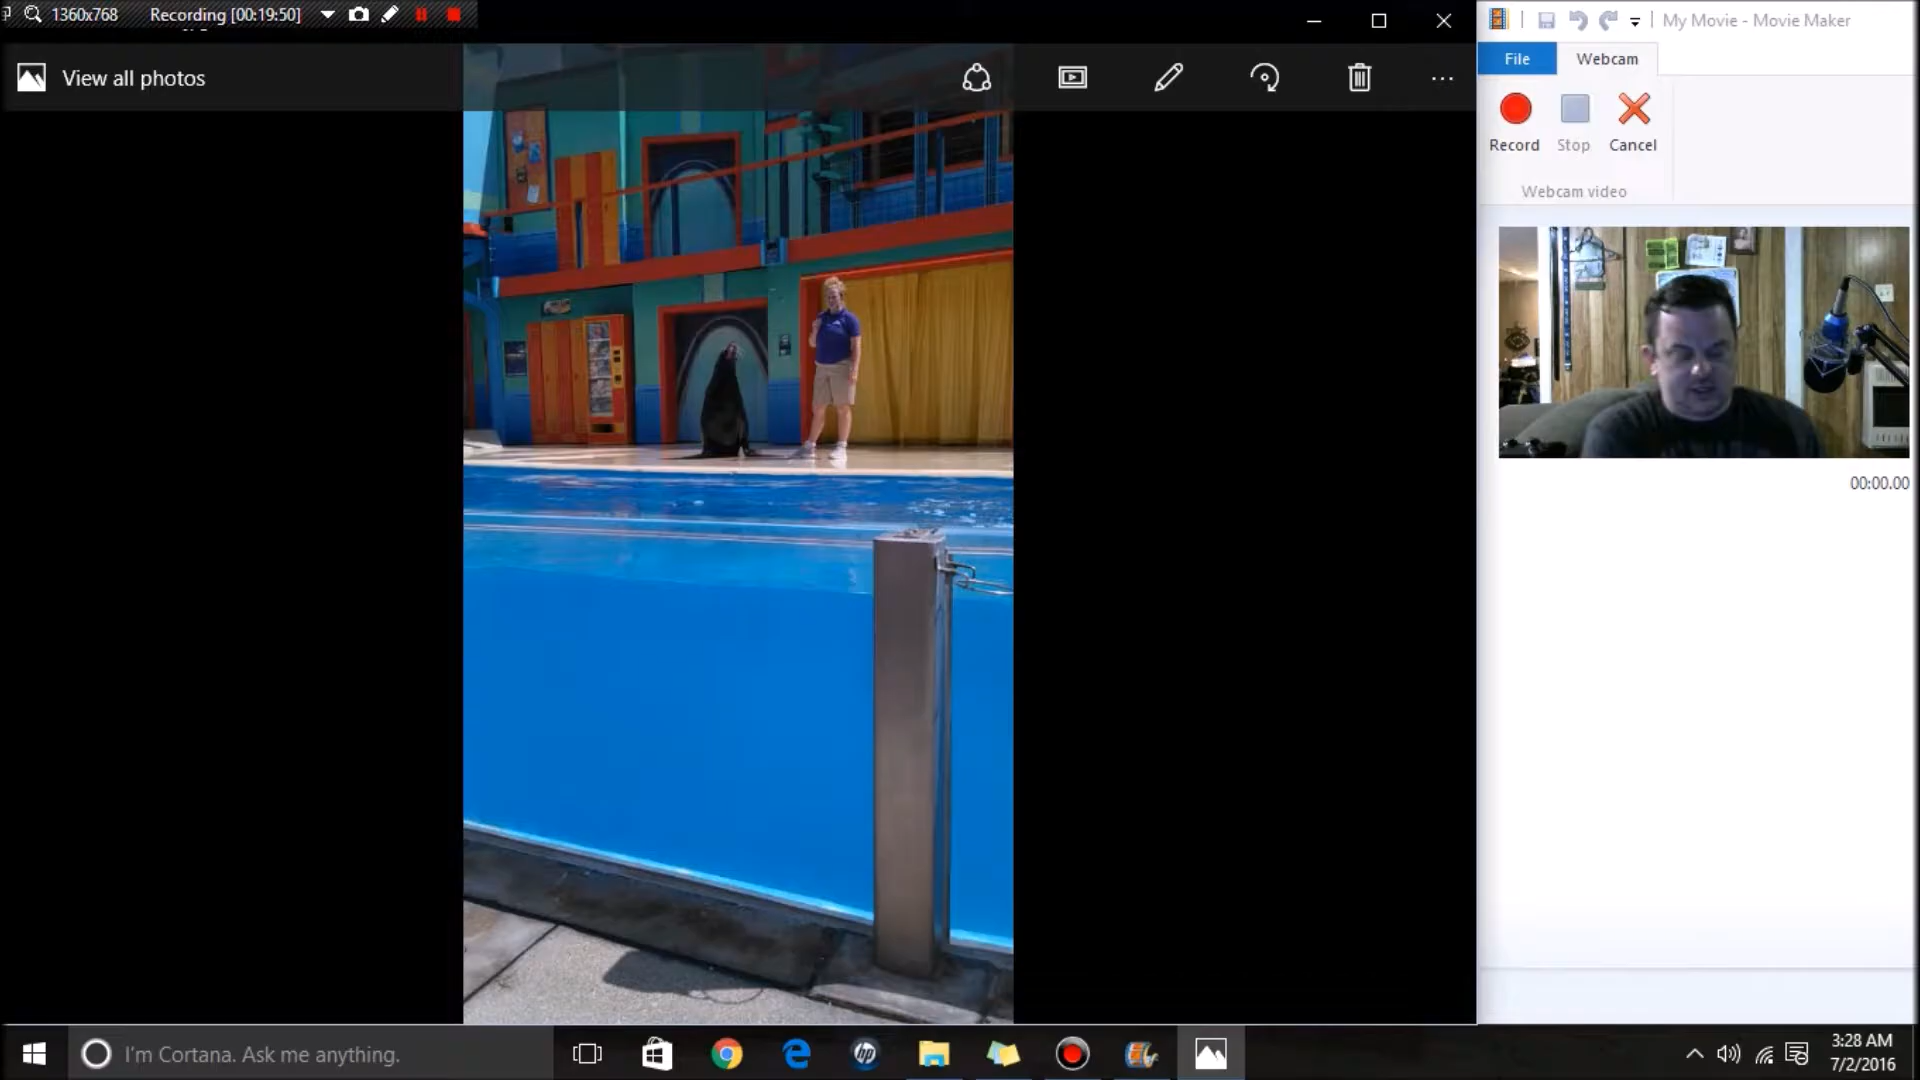 1360x768 Recording [00:19:50]
View all photos
My Movie - Movie Maker
File Webcam
Record Stop Cancel
Webcam video
00:00.00
I'm Cortana. Ask me anything.
hp
3:28 AM
7/2/2016